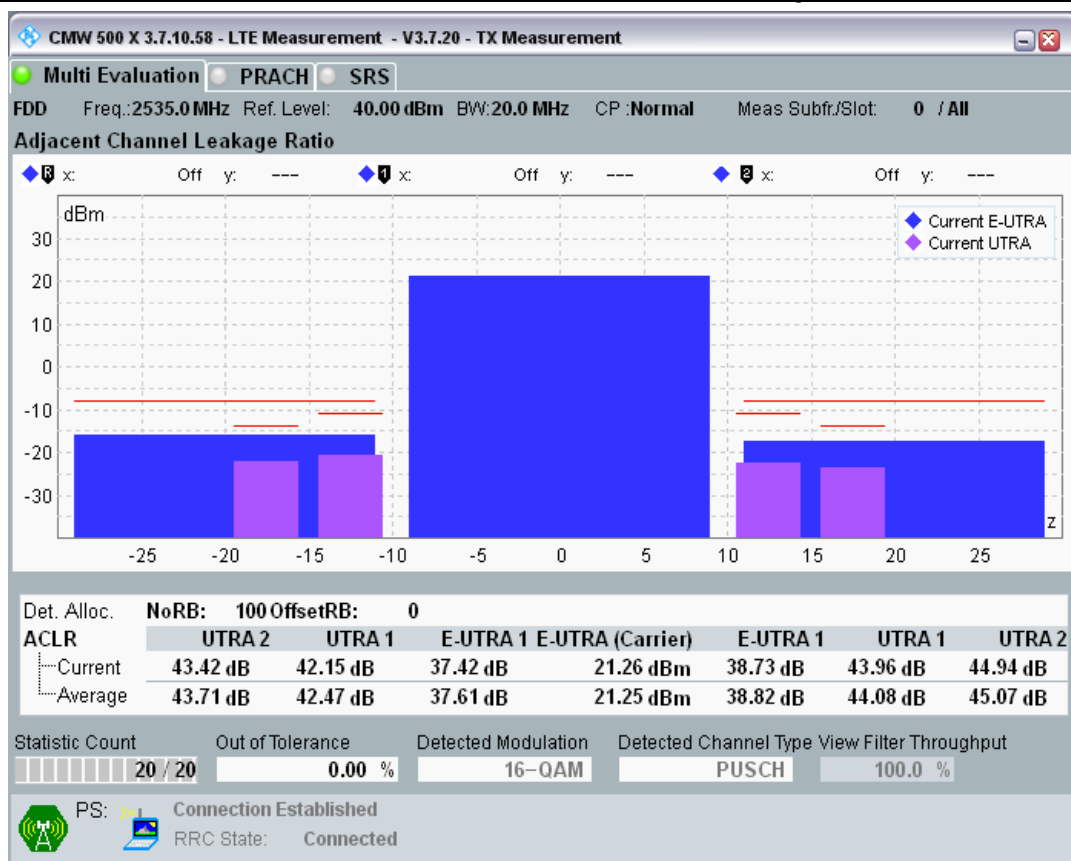 CMW 500 X 3.7.10.58 - LTE Measurement - V3.7.20 - TX Measurement
Multi Evaluation PRACH SRS
FDD Freq.:2535.0 MHz Ref. Level: 40.00 dBm BW:20.0 MHz CP :Normal Meas Subfr./Slot: 0 / All
Adjacent Channel Leakage Ratio
R x: Off y: --- 1 x: Off y: --- 2 x: Off y: ---
dBm
Current E-UTRA
Current UTRA
30
20
10
0
-10
-20
-30
z
-25 -20 -15 -10 -5 0 5 10 15 20 25
Det. Alloc. NoRB: 100 OffsetRB: 0
ACLR UTRA 2 UTRA 1 E-UTRA 1 E-UTRA (Carrier) E-UTRA 1 UTRA 1 UTRA 2
Current 43.42 dB 42.15 dB 37.42 dB 21.26 dBm 38.73 dB 43.96 dB 44.94 dB
Average 43.71 dB 42.47 dB 37.61 dB 21.25 dBm 38.82 dB 44.08 dB 45.07 dB
Statistic Count Out of Tolerance Detected Modulation Detected Channel Type View Filter Throughput
20 / 20 0.00 % 16-QAM PUSCH 100.0 %
PS: Connection Established
RRC State: Connected